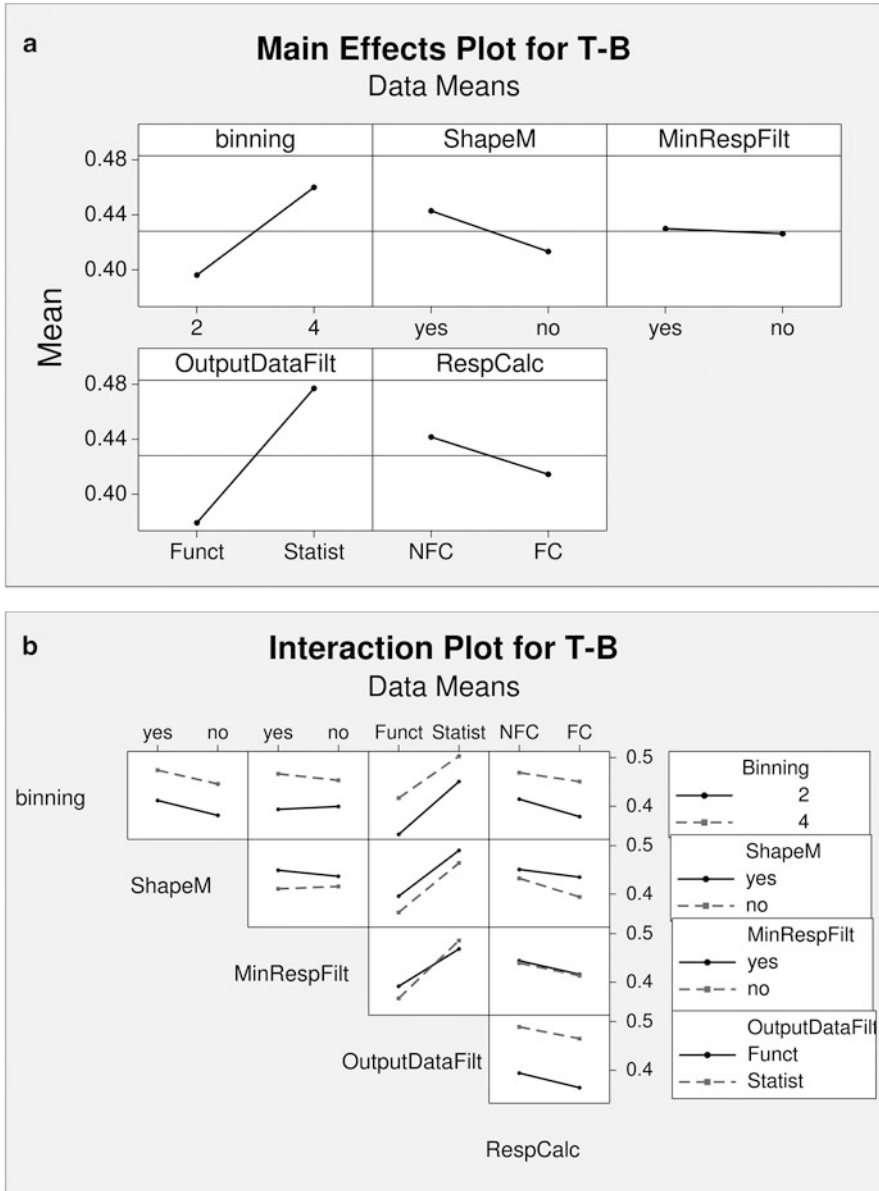 a
Main Effects Plot for T-B
Data Means
binning ShapeM MinRespFilt
0.48
0.44
0.40
Mean
2 4 yes no yes no
OutputDataFilt RespCalc
0.48
0.44
0.40
Funct Statist NFC FC
b
Interaction Plot for T-B
Data Means
yes no yes no Funct Statist NFC FC
binning
0.5
0.4
Binning
2
4
ShapeM
0.5
0.4
ShapeM
yes
no
MinRespFilt
0.5
0.4
MinRespFilt
yes
no
OutputDataFilt
0.5
0.4
OutputDataFilt
Funct
Statist
RespCalc